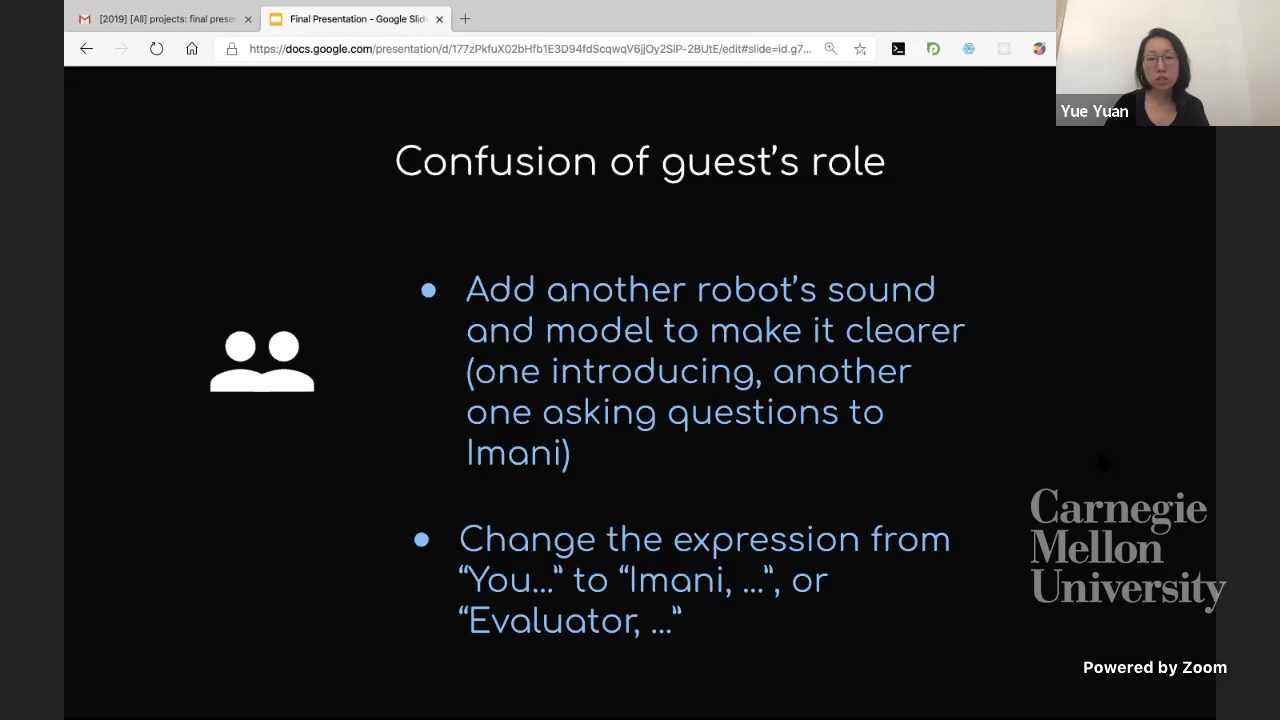 [2019] [All] projects: final prese
Final Presentation - Google Slid
https://docs.google.com/presentation/d/177zPkfuX02bHfb1E3D94fdScqwqV6jjOy2SlP-2BUtE/edit#slide=id.g7...
Yue Yuan
Confusion of guest’s role
● Add another robot’s sound
and model to make it clearer
(one introducing, another
one asking questions to
Imani)
● Change the expression from
“You...” to “Imani, ...”, or
“Evaluator, ...”
Carnegie
Mellon
University
Powered by Zoom